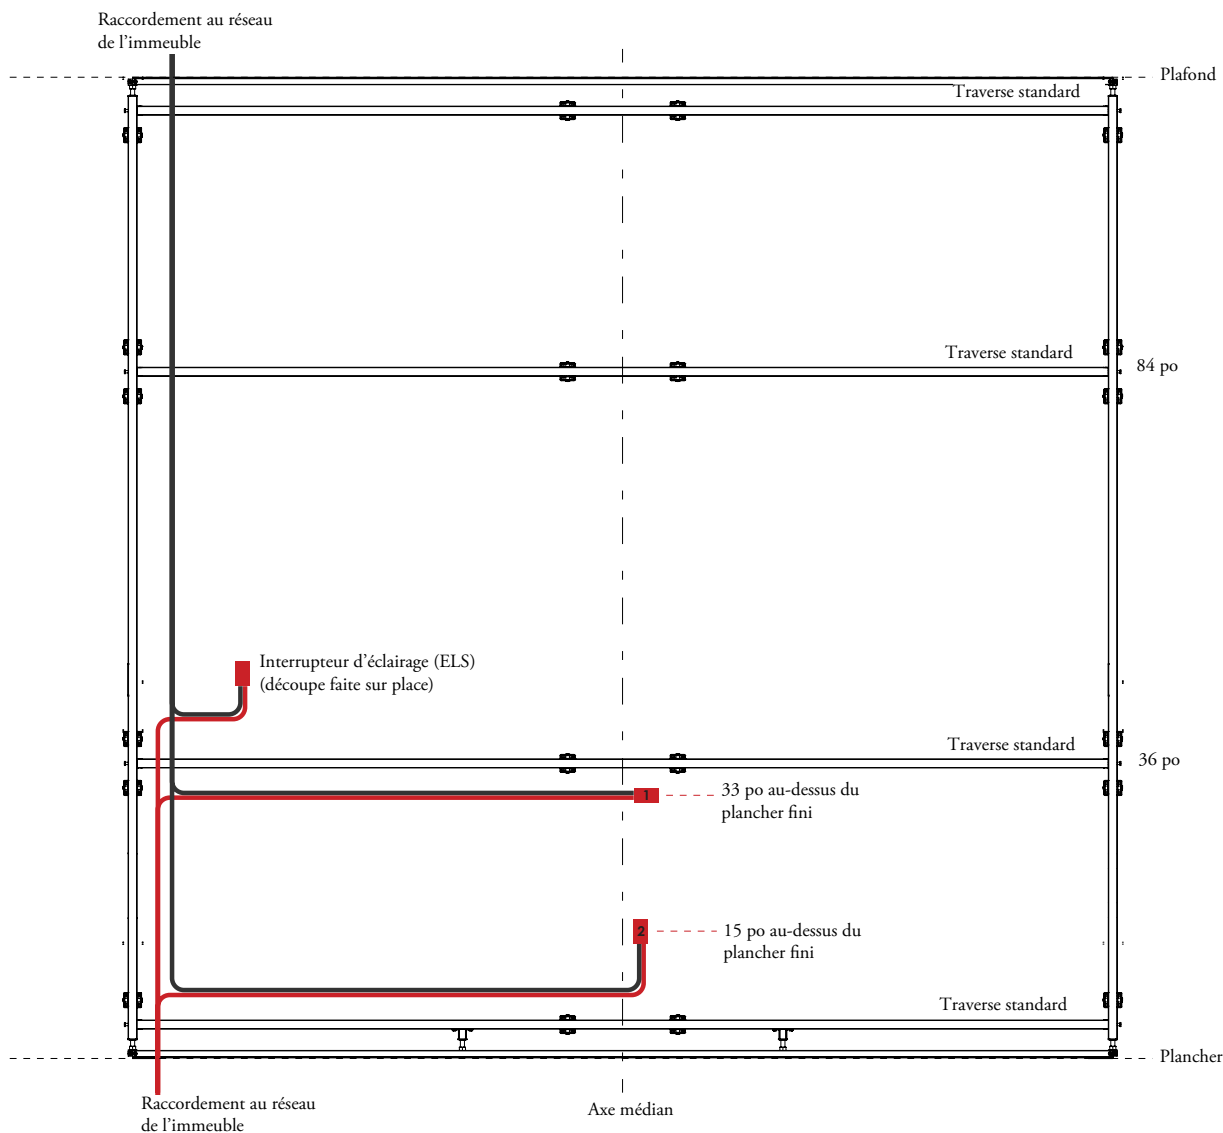 Raccordement au réseau
de l’immeuble
Plafond
Traverse standard
Traverse standard
84 po
Interrupteur d’éclairage (ELS)
(découpe faite sur place)
Traverse standard
36 po
1
33 po au-dessus du
plancher fini
2
15 po au-dessus du
plancher fini
Traverse standard
Plancher
Raccordement au réseau
de l’immeuble
Axe médian